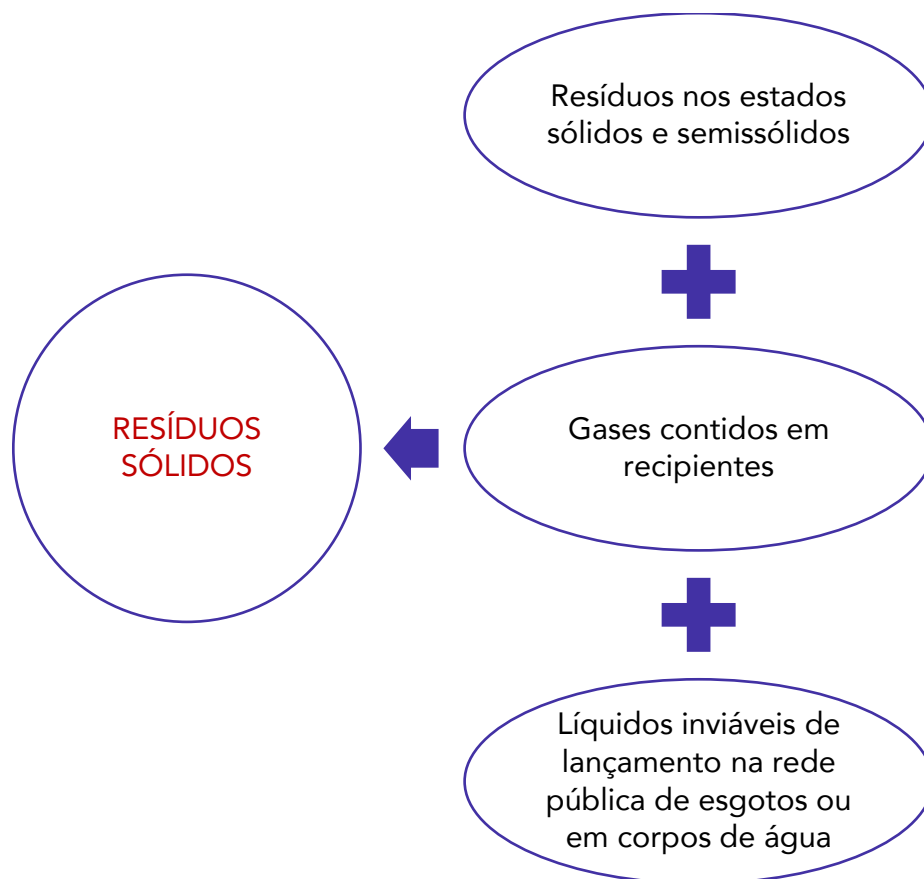 Resíduos nos estados
sólidos e semissólidos
RESÍDUOS
SÓLIDOS
Gases contidos em
recipientes
Líquidos inviáveis de
lançamento na rede
pública de esgotos ou
em corpos de água